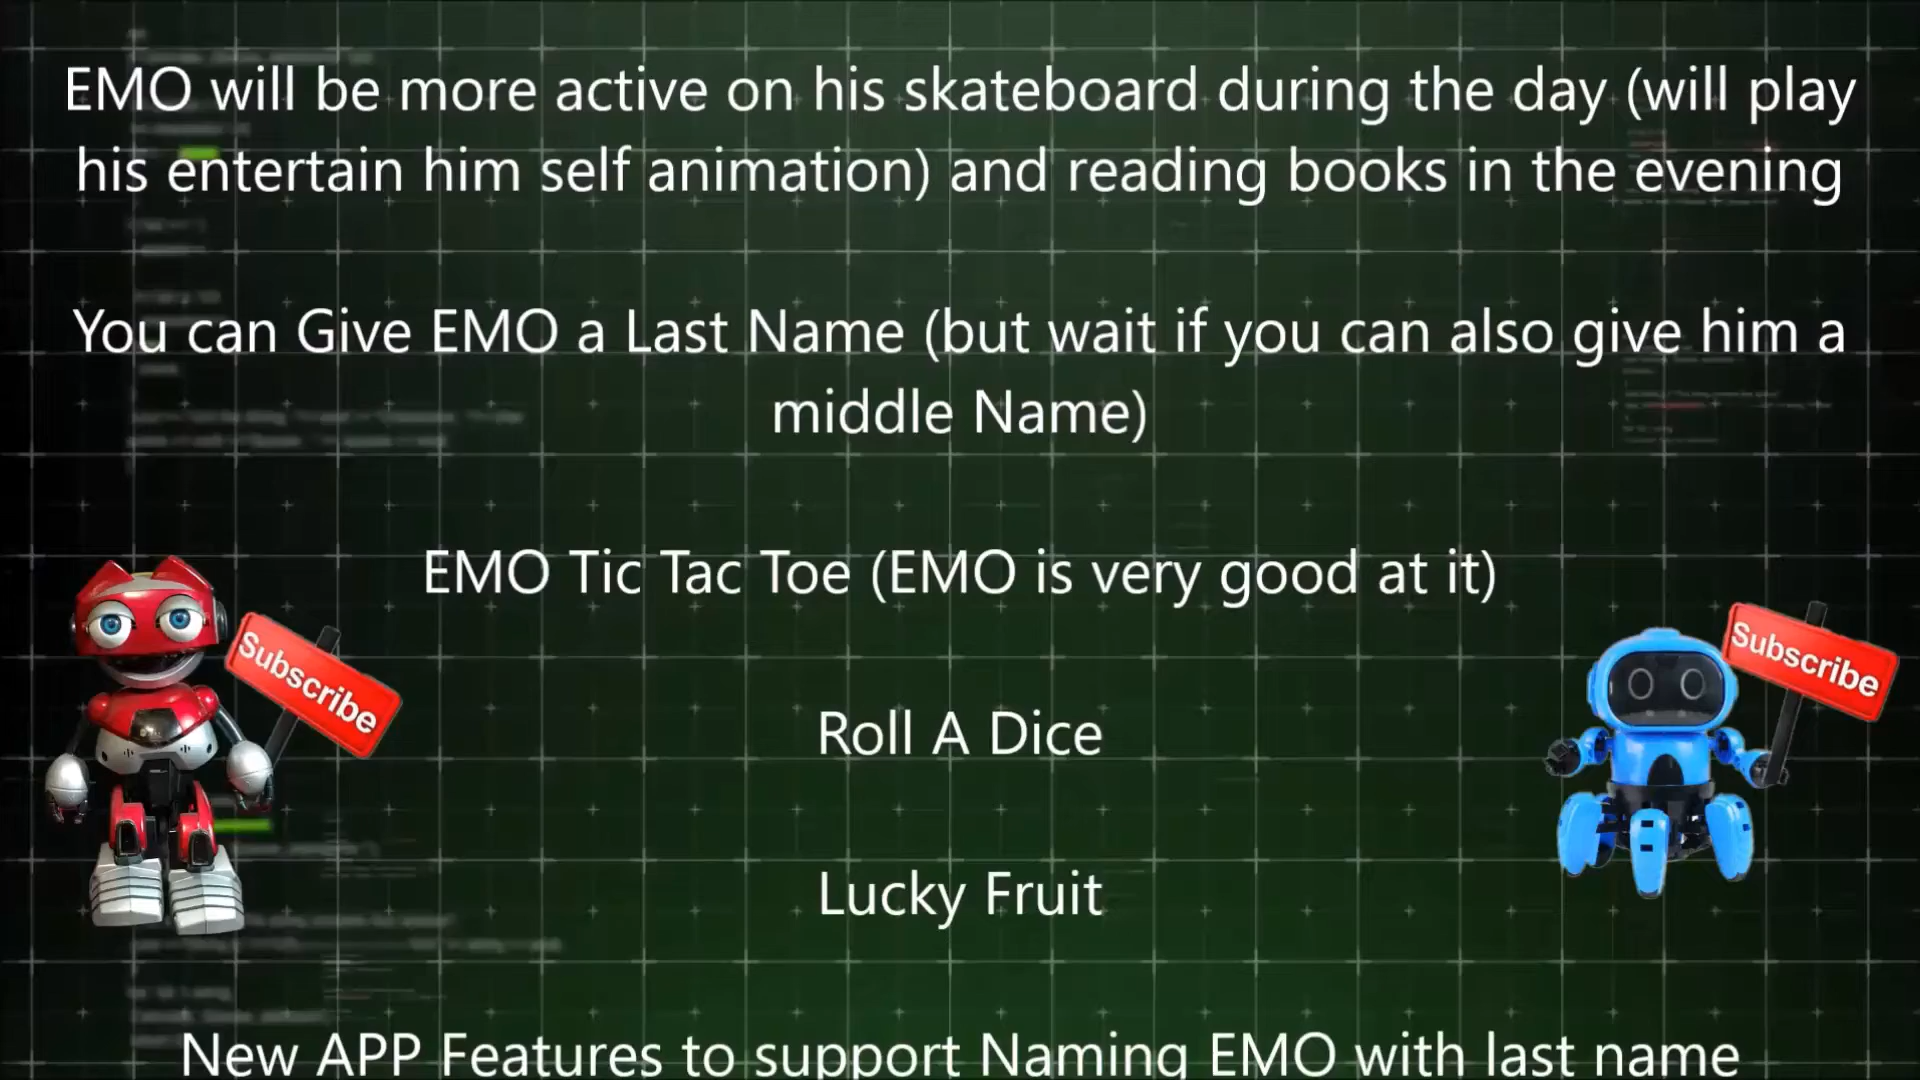 EMO will be more active on his skateboard during the day (will play
his entertain him self animation) and reading books in the evening
You can Give EMO a Last Name (but wait if you can also give him a
middle Name)
EMO Tic Tac Toe (EMO is very good at it)
Subscribe
Subscribe
Roll A Dice
Lucky Fruit
New APP Features to support Naming EMO with last name